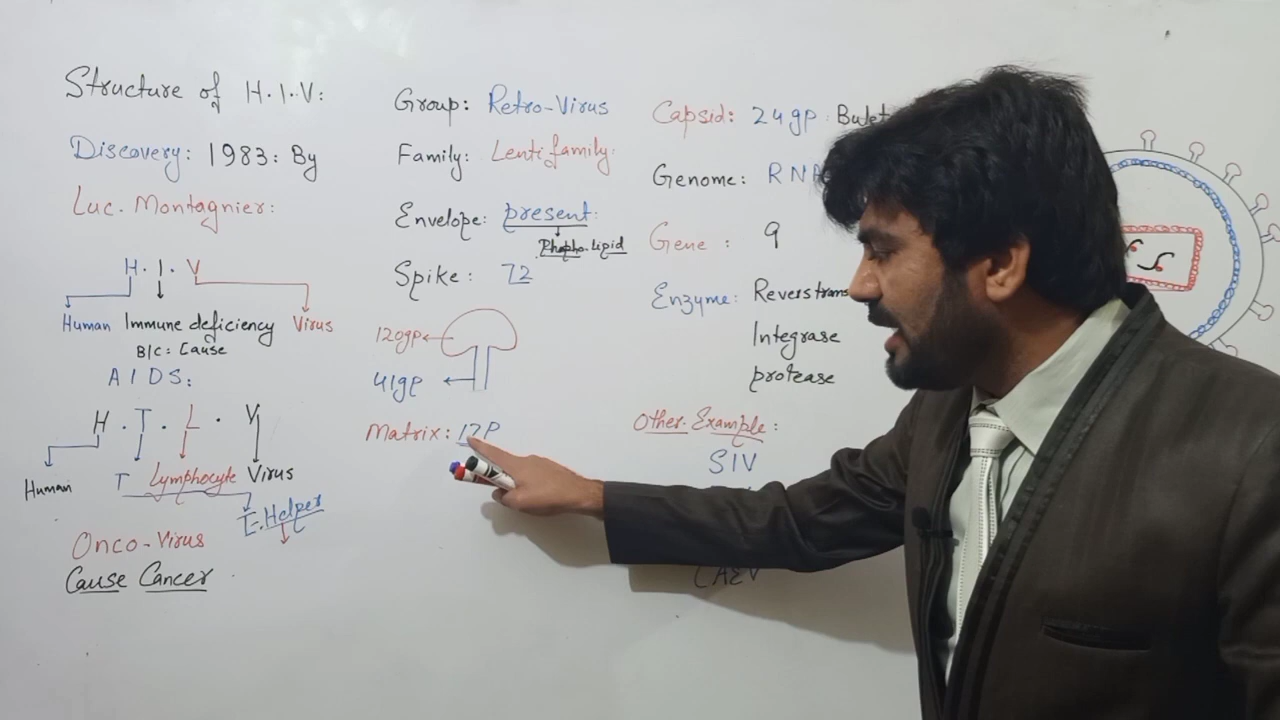 Structure of H.I.V:
Discovery: 1983: By
Luc. Montagnier:
H. I. V
Human Immune deficiency Virus
B/C: Cause
AIDS:
H . T . L . V
Human T Lymphocyte Virus
T. Helper
Onco-Virus
Cause Cancer
Group: Retro-Virus
Family: Lenti family:
Envelope: present:
Phopho-lipid
Spike: 72
120gp
41gp
Matrix: 17P
Capsid: 24gp: Bulet
Genome: RNA
Gene: 9
Enzyme: Revers trans
Integrase
protease
Other. Example:
SIV
CAEV